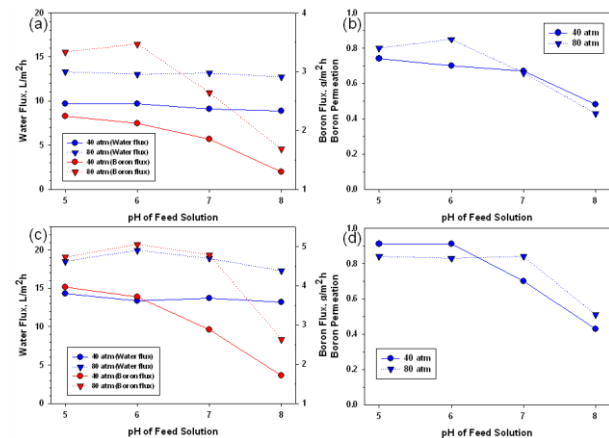 (a)
Water Flux, L/m²h
20
15
10
5
0
4
3
2
1
40 atm (Water flux)
80 atm (Water flux)
40 atm (Boron flux)
80 atm (Boron flux)
5 6 7 8
pH of Feed Solution
(b)
Boron Flux, g/m²h
Boron Permeation
1.0
0.8
0.6
0.4
0.2
0.0
40 atm
80 atm
5 6 7 8
pH of Feed Solution
(c)
Water Flux, L/m²h
20
15
10
5
0
5
4
3
2
1
40 atm (Water flux)
80 atm (Water flux)
40 atm (Boron flux)
80 atm (Boron flux)
5 6 7 8
pH of Feed Solution
(d)
Boron Flux, g/m²h
Boron Permeation
1.0
0.8
0.6
0.4
0.2
0.0
40 atm
80 atm
5 6 7 8
pH of Feed Solution